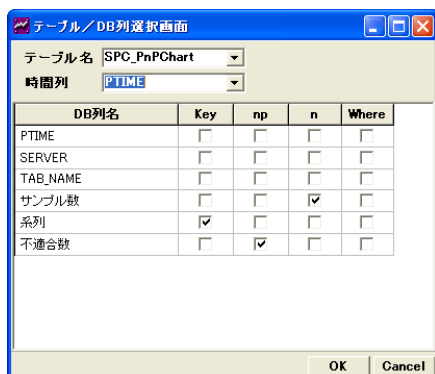 テーブル/DB列選択画面
テーブル名 SPC_PnPChart
時間列 PTIME
DB列名 Key np n Where
PTIME
SERVER
TAB_NAME
サンプル数
系列
不適合数
OK Cancel